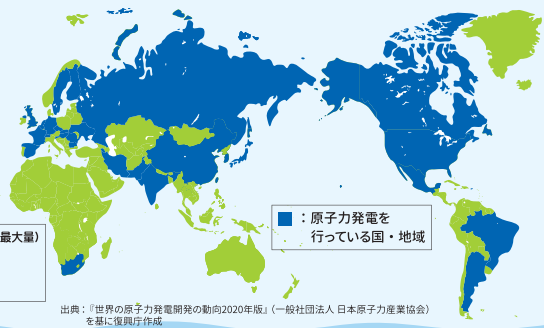 最大量）
：原子力発電を
行っている国・地域
出典：『世界の原子力発電開発の動向2020年版』（一般社団法人 日本原子力産業協会）
を基に復興庁作成